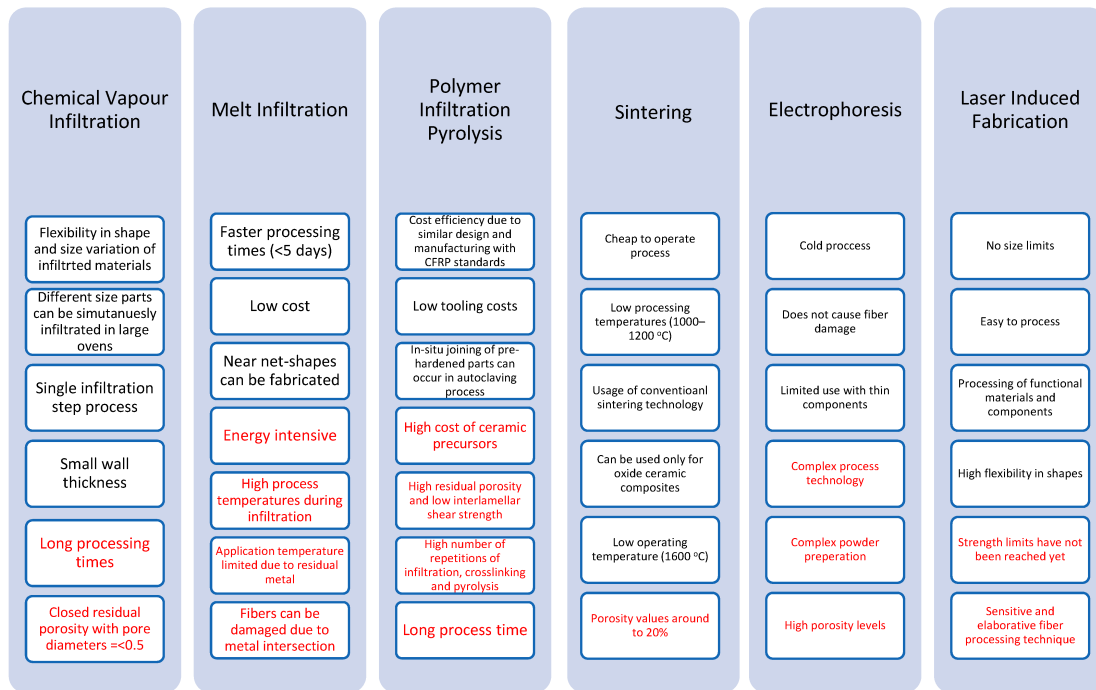 Chemical Vapour
Infiltration
Flexibility in shape
and size variation of
infiltrted materials
Different size parts
can be simutanuesly
infiltrated in large
ovens
Single infiltration
step process
Small wall
thickness
Long processing
times
Closed residual
porosity with pore
diameters =<0.5
Melt Infiltration
Faster processing
times (<5 days)
Low cost
Near net-shapes
can be fabricated
Energy intensive
High process
temperatures during
infiltration
Application temperature
limited due to residual
metal
Fibers can be
damaged due to
metal intersection
Polymer
Infiltration
Pyrolysis
Cost efficiency due to
similar design and
manufacturing with
CFRP standards
Low tooling costs
In-situ joining of pre-
hardened parts can
occur in autoclaving
process
High cost of ceramic
precursors
High residual porosity
and low interlamellar
shear strength
High number of
repetitions of
infiltration, crosslinking
and pyrolysis
Long process time
Sintering
Cheap to operate
process
Low processing
temperatures (1000–
1200 °C)
Usage of conventioanl
sintering technology
Can be used only for
oxide ceramic
composites
Low operating
temperature (1600 °C)
Porosity values around
to 20%
Electrophoresis
Cold proccess
Does not cause fiber
damage
Limited use with thin
components
Complex process
technology
Complex powder
preperation
High porosity levels
Laser Induced
Fabrication
No size limits
Easy to process
Processing of functional
materials and
components
High flexibility in shapes
Strength limits have not
been reached yet
Sensitive and
elaborative fiber
processing technique